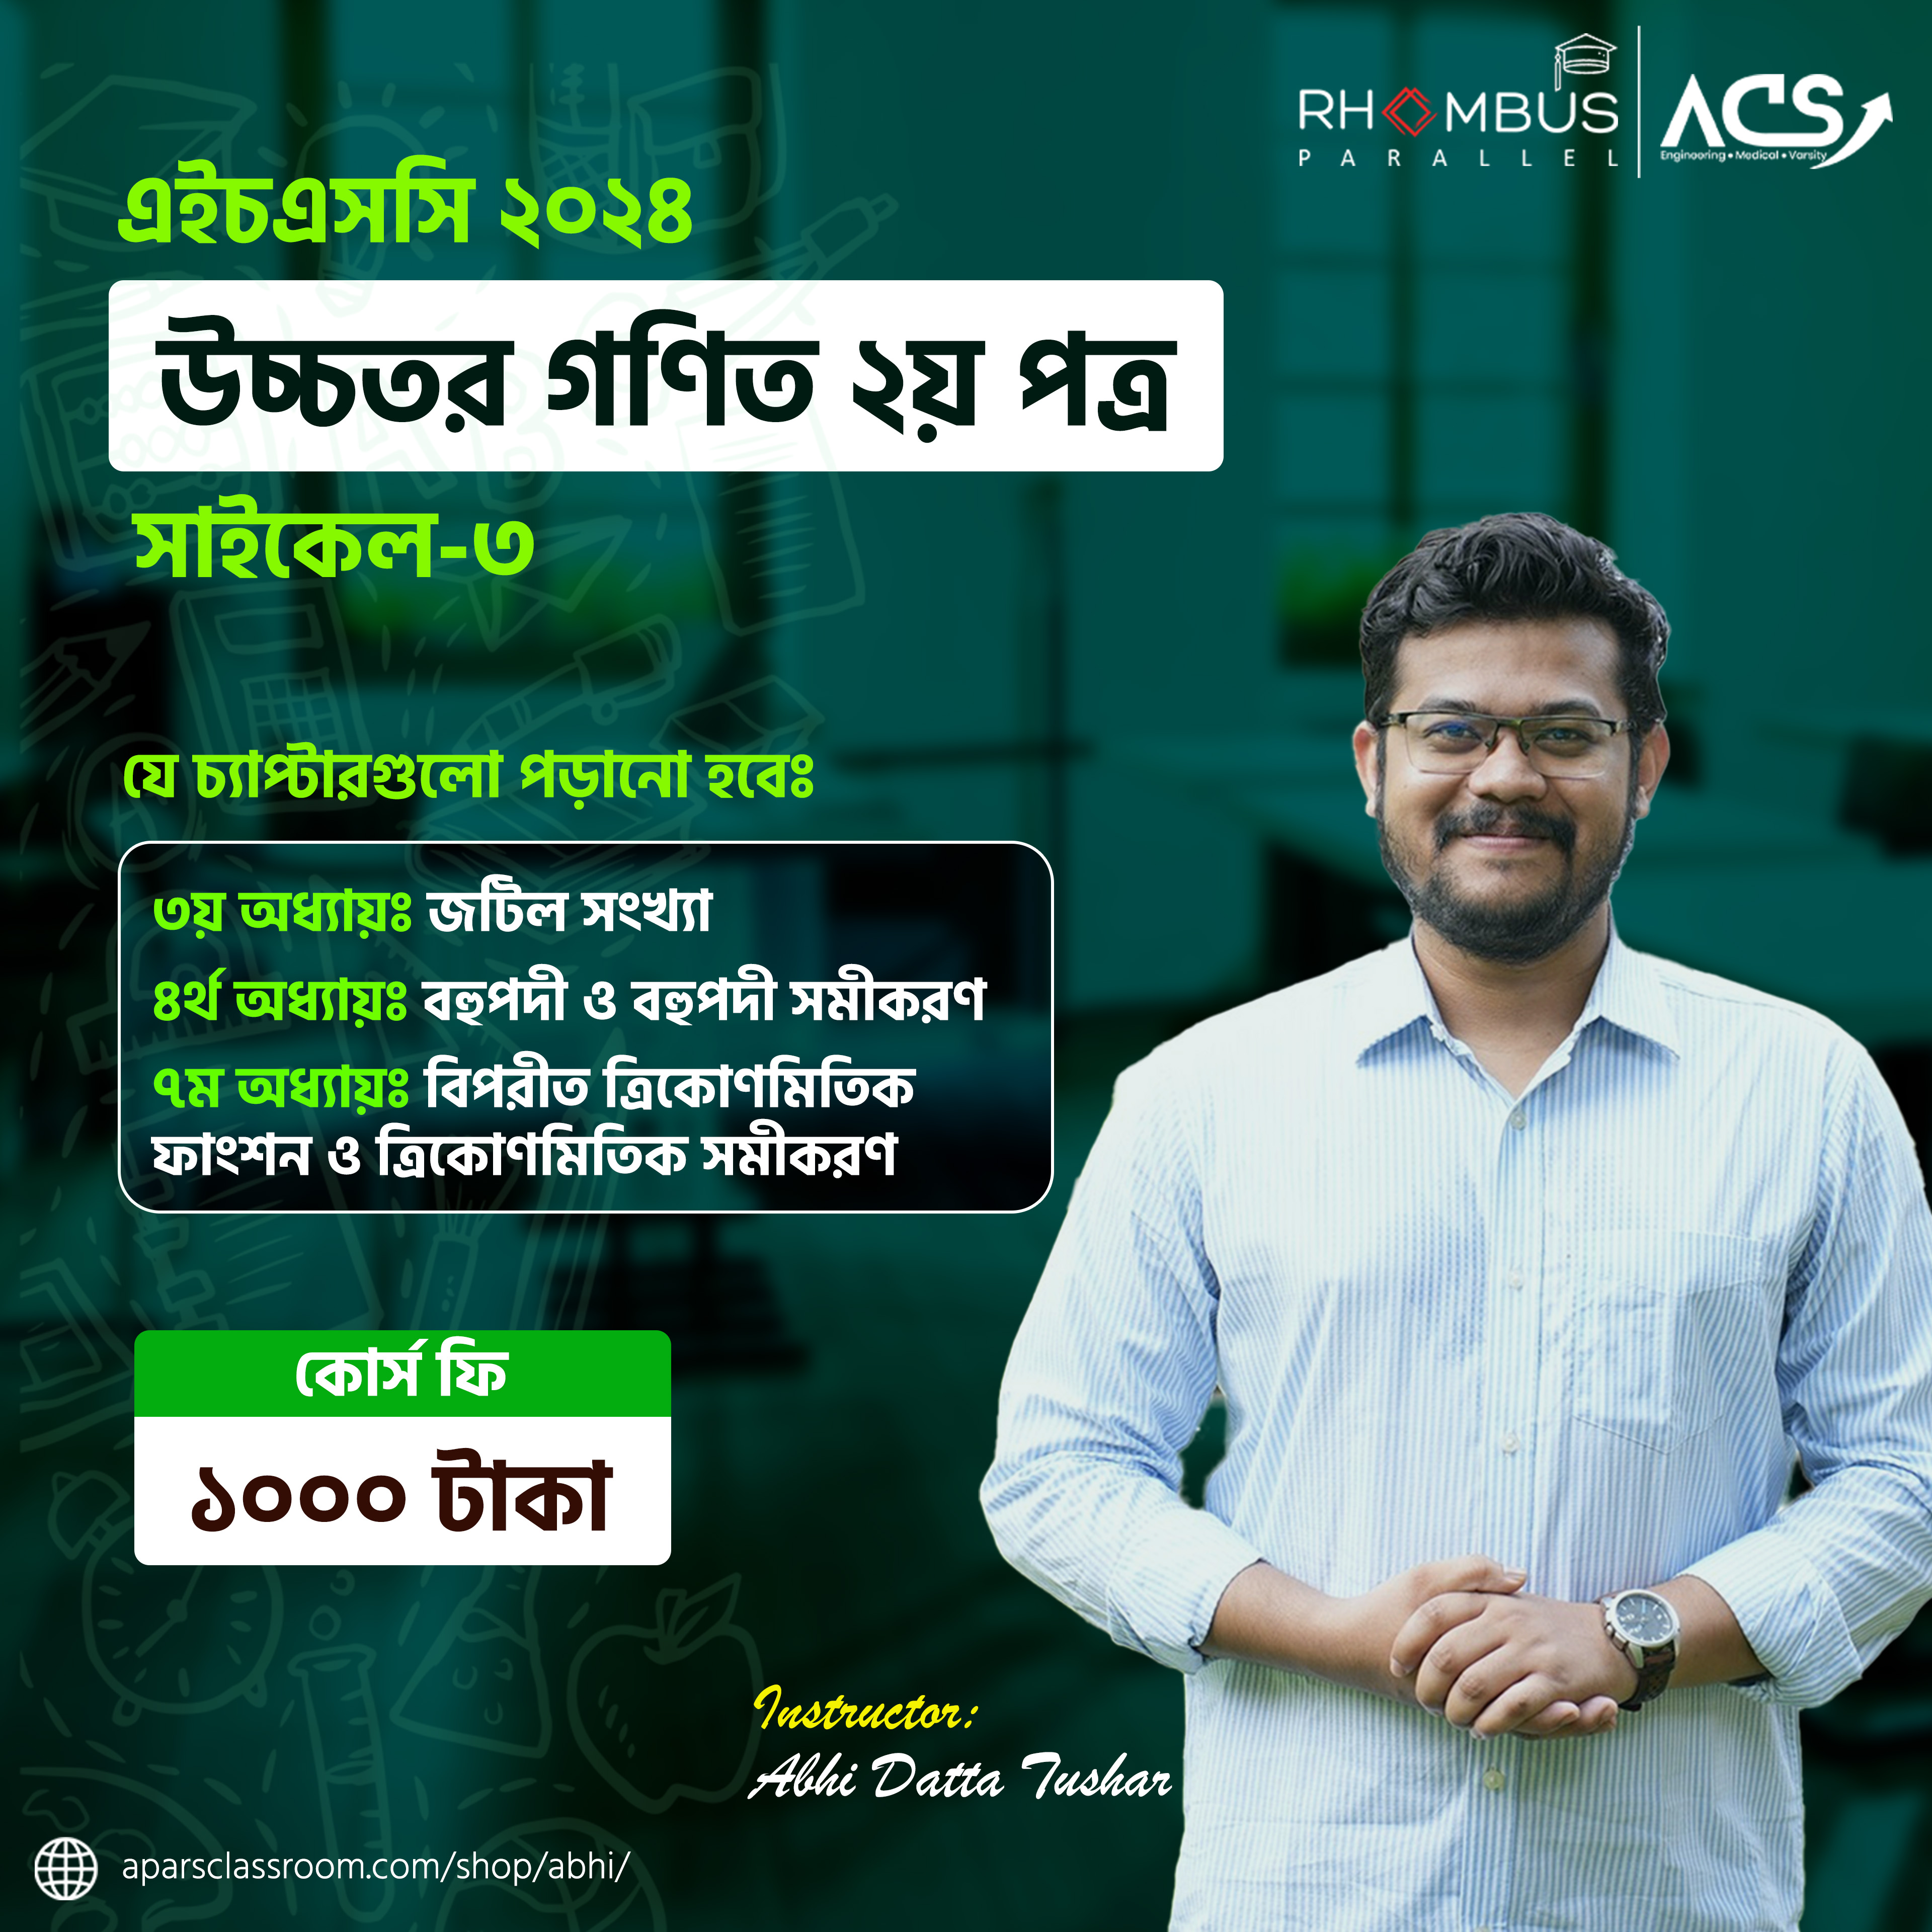 RHOMBUS
PARALLEL
ACS
Engineering • Medical • Varsity
এইচএসসি ২০২৪
উচ্চতর গণিত ২য় পত্র
সাইকেল-৩
যে চ্যাপ্টারগুলো পড়ানো হবেঃ
৩য় অধ্যায়ঃ জটিল সংখ্যা
৪র্থ অধ্যায়ঃ বহুপদী ও বহুপদী সমীকরণ
৭ম অধ্যায়ঃ বিপরীত ত্রিকোণমিতিক
ফাংশন ও ত্রিকোণমিতিক সমীকরণ
কোর্স ফি
১০০০ টাকা
Instructor:
Abhi Datta Tushar
aparsclassroom.com/shop/abhi/